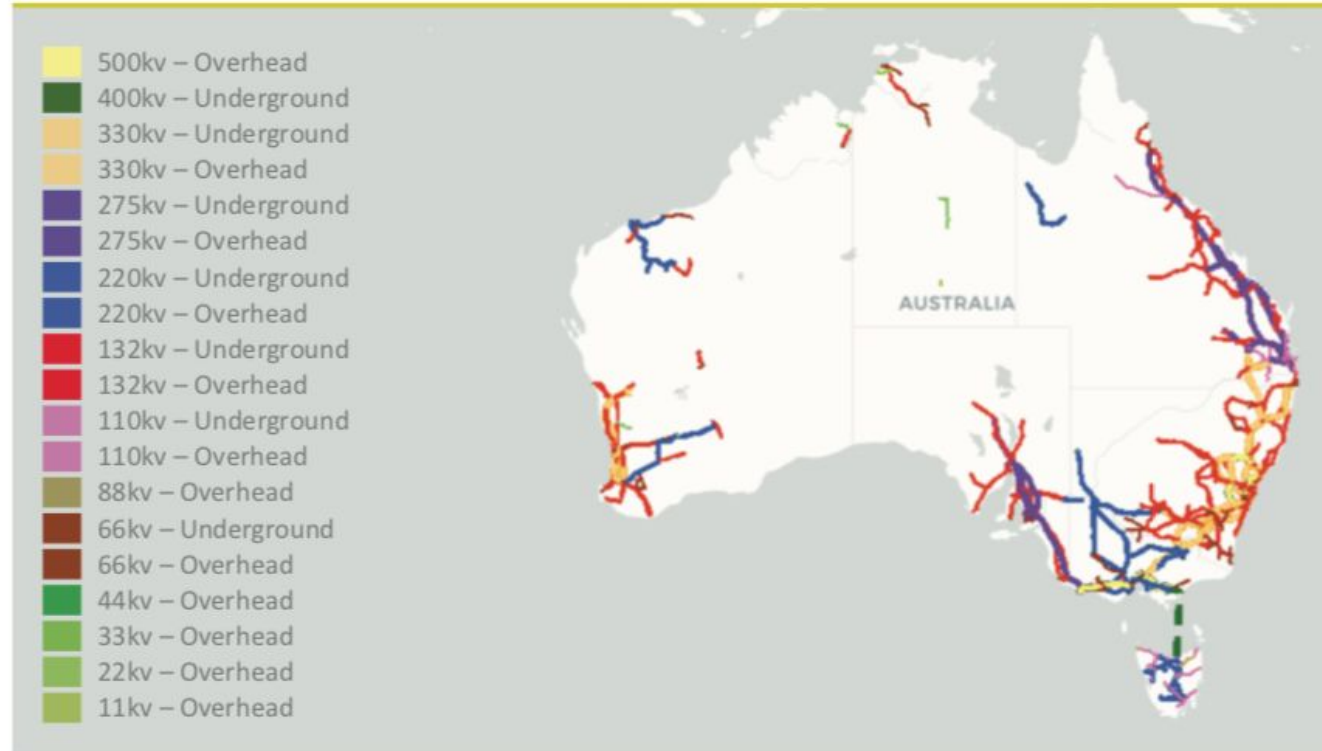 500kv – Overhead
400kv – Underground
330kv – Underground
330kv – Overhead
275kv – Underground
275kv – Overhead
220kv – Underground
220kv – Overhead
132kv – Underground
132kv – Overhead
110kv – Underground
110kv – Overhead
88kv – Overhead
66kv – Underground
66kv – Overhead
44kv – Overhead
33kv – Overhead
22kv – Overhead
11kv – Overhead
AUSTRALIA